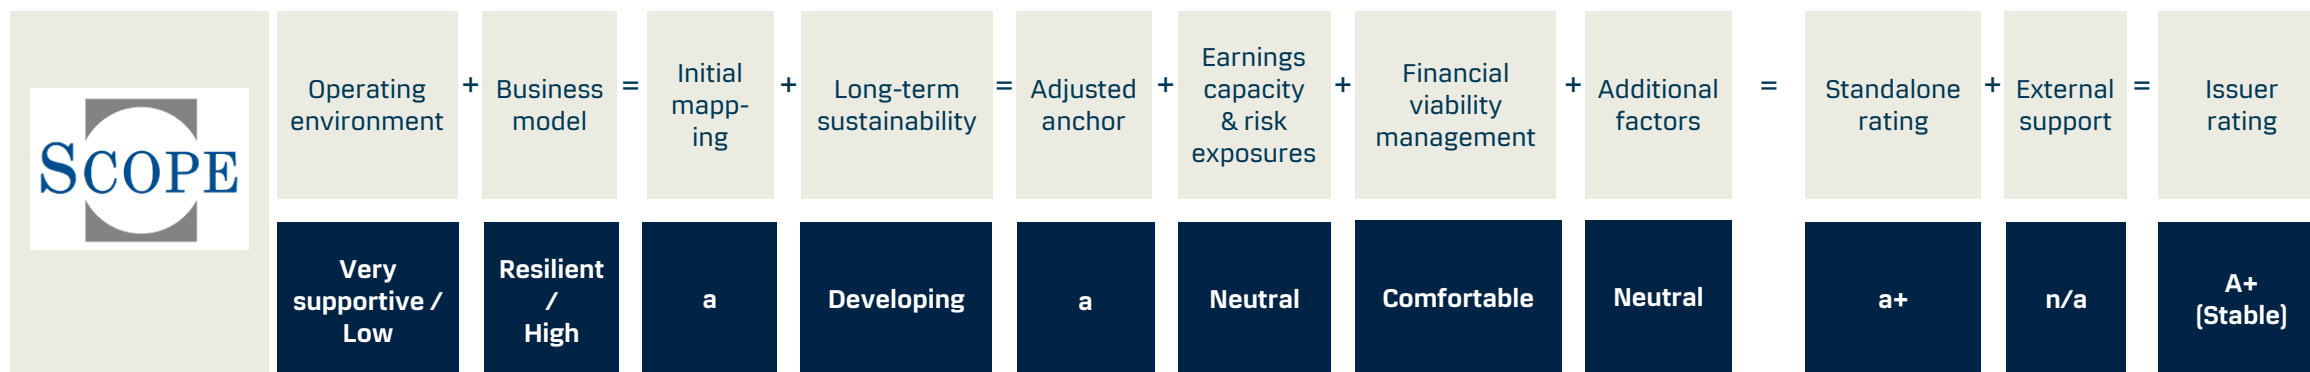 SCOPE
Operating
environment
+
Business
model
=
Initial
mapp-
ing
+
Long-term
sustainability
=
Adjusted
anchor
+
Earnings
capacity
& risk
exposures
+
Financial
viability
management
+
Additional
factors
=
Standalone
rating
+
External
support
=
Issuer
rating
Very
supportive /
Low
Resilient
/
High
a
Developing
a
Neutral
Comfortable
Neutral
a+
n/a
A+
(Stable)